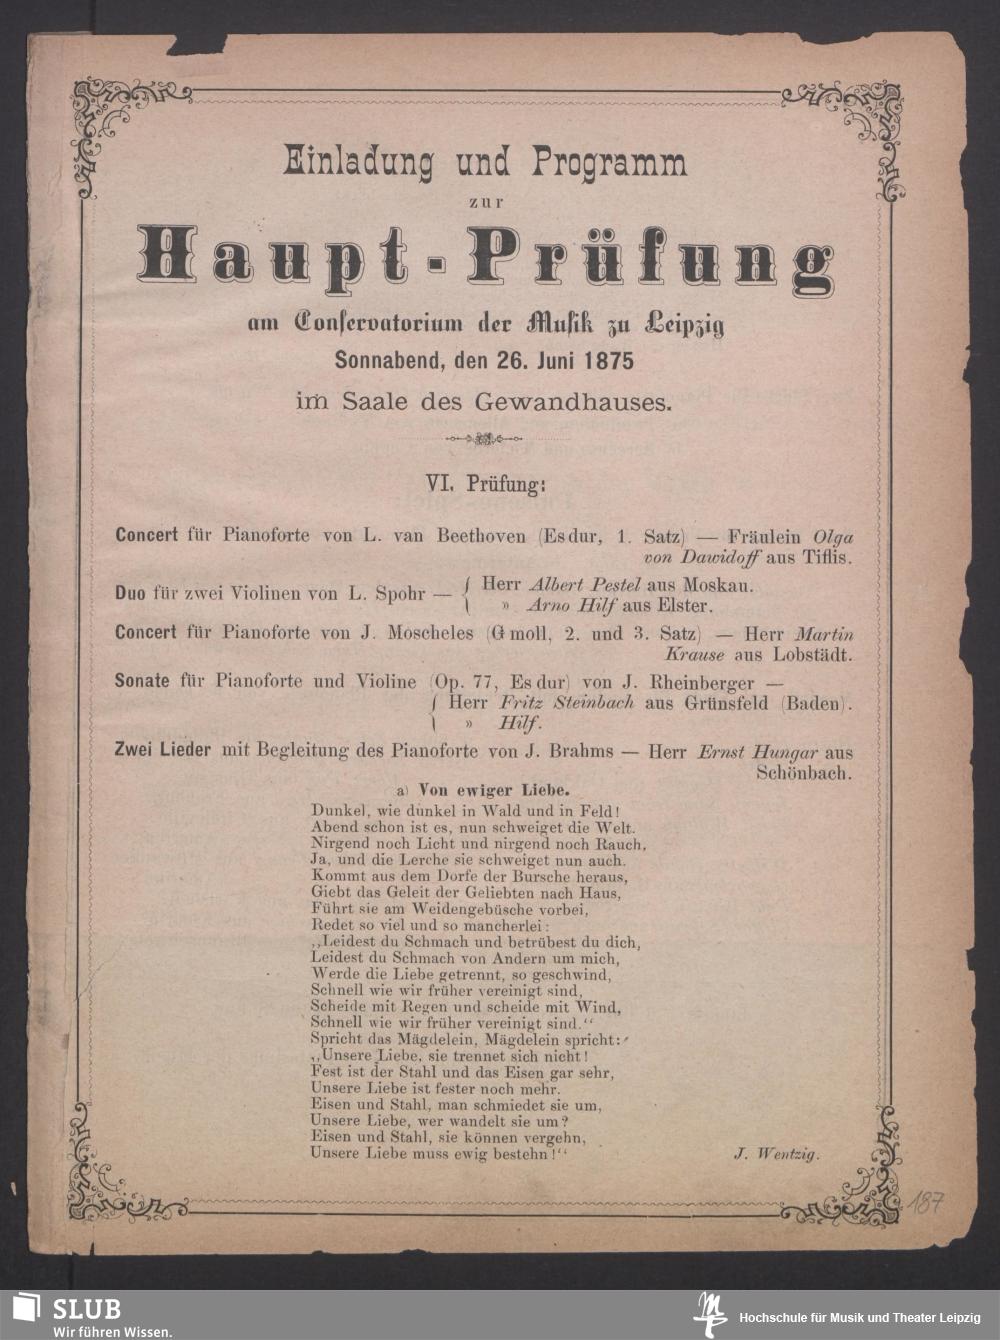 Einladung und Programm
zur
Haupt-Prüfung
am Conservatorium der Musik zu Leipzig
Sonnabend, den 26. Juni 1875
im Saale des Gewandhauses.
VI. Prüfung:
Concert für Pianoforte von L. van Beethoven (Es dur, 1. Satz) — Fräulein Olga
von Dawidoff aus Tiflis.
Duo für zwei Violinen von L. Spohr — { Herr Albert Pestel aus Moskau.
» Arno Hilf aus Elster.
Concert für Pianoforte von J. Moscheles (G moll, 2. und 3. Satz) — Herr Martin
Krause aus Lobstädt.
Sonate für Pianoforte und Violine (Op. 77, Es dur) von J. Rheinberger —
{ Herr Fritz Steinbach aus Grünsfeld (Baden).
» Hilf.
Zwei Lieder mit Begleitung des Pianoforte von J. Brahms — Herr Ernst Hungar aus
Schönbach.
a) Von ewiger Liebe.
Dunkel, wie dunkel in Wald und in Feld!
Abend schon ist es, nun schweiget die Welt.
Nirgend noch Licht und nirgend noch Rauch,
Ja, und die Lerche sie schweiget nun auch.
Kommt aus dem Dorfe der Bursche heraus,
Giebt das Geleit der Geliebten nach Haus,
Führt sie am Weidengebüsche vorbei,
Redet so viel und so mancherlei:
„Leidest du Schmach und betrübest du dich,
Leidest du Schmach von Andern um mich,
Werde die Liebe getrennt, so geschwind,
Schnell wie wir früher vereinigt sind,
Scheide mit Regen und scheide mit Wind,
Schnell wie wir früher vereinigt sind.“
Spricht das Mägdelein, Mägdelein spricht:
„Unsere Liebe, sie trennet sich nicht!
Fest ist der Stahl und das Eisen gar sehr,
Unsere Liebe ist fester noch mehr.
Eisen und Stahl, man schmiedet sie um,
Unsere Liebe, wer wandelt sie um?
Eisen und Stahl, sie können vergehn,
Unsere Liebe muss ewig bestehn!“
J. Wentzig.
187
SLUB
Wir führen Wissen.
Hochschule für Musik und Theater Leipzig